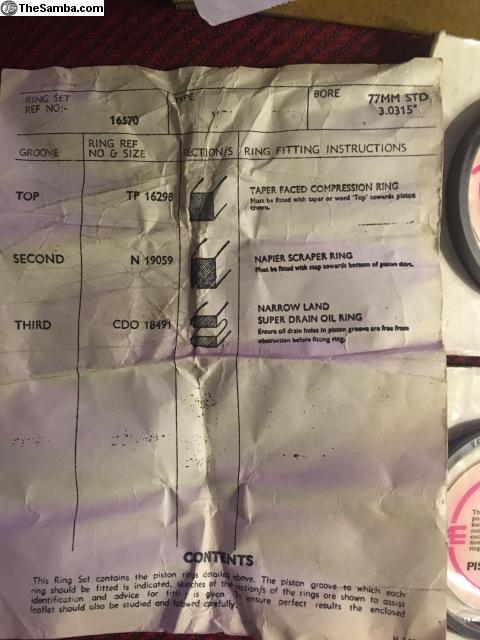 TheSamba.com
RING SET
REF NO:-
16570
TYPE
BORE
77MM STD
3.0315"
GROOVE
RING REF
NO & SIZE
SECTION/S
RING FITTING INSTRUCTIONS
TOP
TP 16298
TAPER FACED COMPRESSION RING
Must be fitted with taper or word 'Top' towards piston
crown.
SECOND
N 19059
NAPIER SCRAPER RING
Must be fitted with step towards bottom of piston skirt.
THIRD
CDO 18491
NARROW LAND
SUPER DRAIN OIL RING
Ensure oil drain holes in piston groove are free from
obstruction before fitting ring.
CONTENTS
This Ring Set contains the piston rings detailed above. The piston groove to which each
ring should be fitted is indicated, sketches of the section/s of the rings are shown to assist
identification and advice for fitting is given. To ensure perfect results the enclosed
leaflet should also be studied and followed carefully.
E
PIS